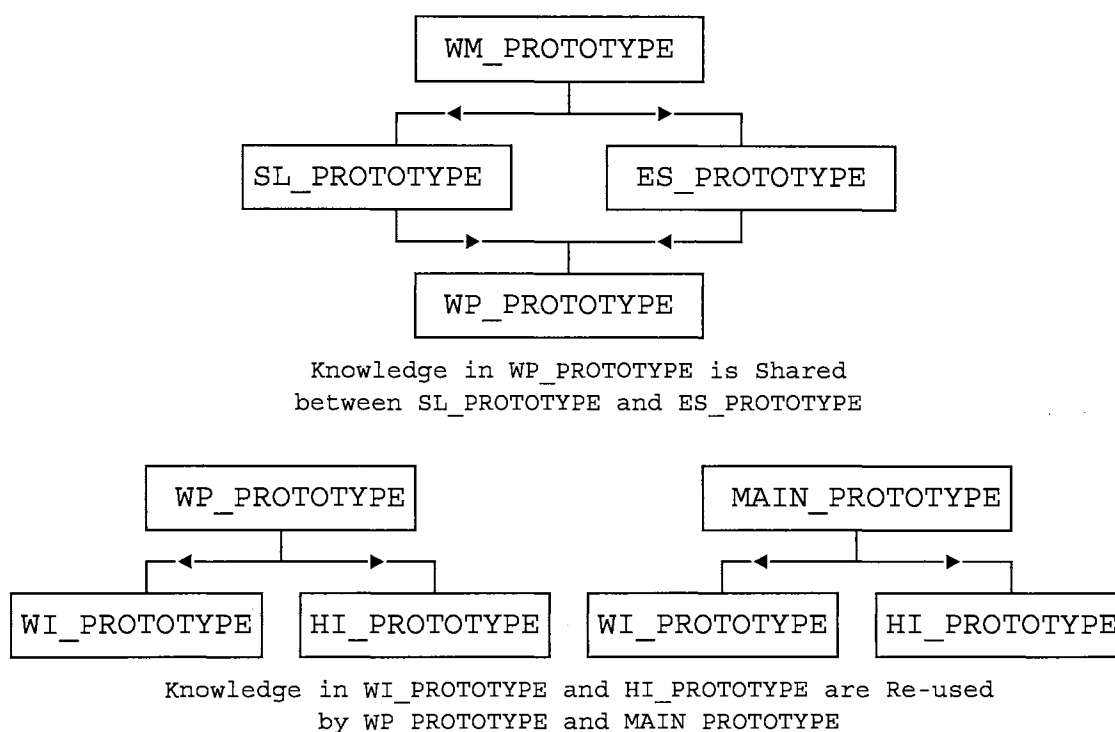 WM_PROTOTYPE
SL_PROTOTYPE ES_PROTOTYPE
WP_PROTOTYPE
Knowledge in WP_PROTOTYPE is Shared
between SL_PROTOTYPE and ES_PROTOTYPE
WP_PROTOTYPE MAIN_PROTOTYPE
WI_PROTOTYPE HI_PROTOTYPE WI_PROTOTYPE HI_PROTOTYPE
Knowledge in WI_PROTOTYPE and HI_PROTOTYPE are Re-used
by WP PROTOTYPE and MAIN PROTOTYPE